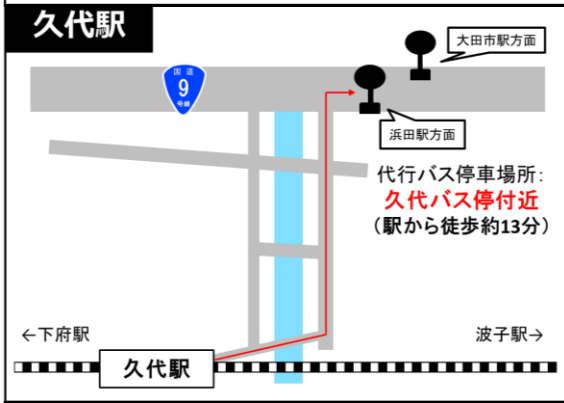 久代駅
大田市駅方面
国道
9
号線
浜田駅方面
代行バス停車場所:
久代バス停付近
(駅から徒歩約13分)
←下府駅
波子駅→
久代駅